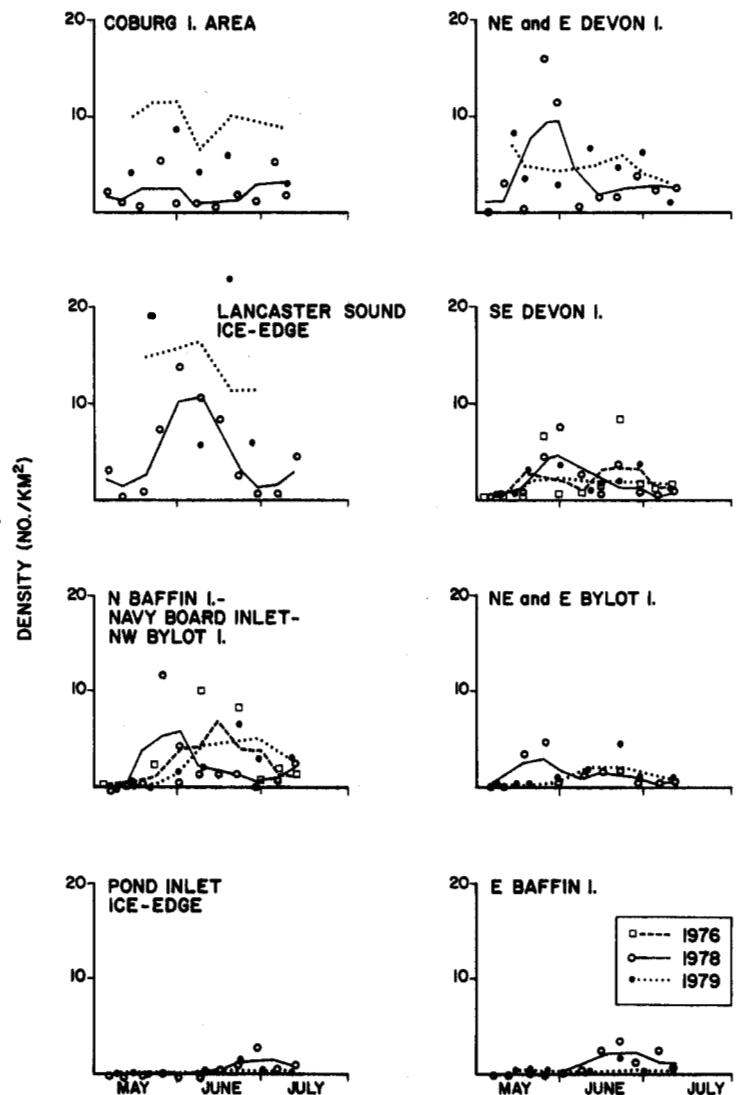 COBURG I. AREA
20
10
NE and E DEVON I.
20
10
LANCASTER SOUND
ICE-EDGE
20
10
SE DEVON I.
20
10
DENSITY (NO./KM²)
N BAFFIN I.-
NAVY BOARD INLET-
NW BYLOT I.
20
10
NE and E BYLOT I.
20
10
POND INLET
ICE-EDGE
20
10
MAY JUNE JULY
E BAFFIN I.
20
10
1976
1978
1979
MAY JUNE JULY